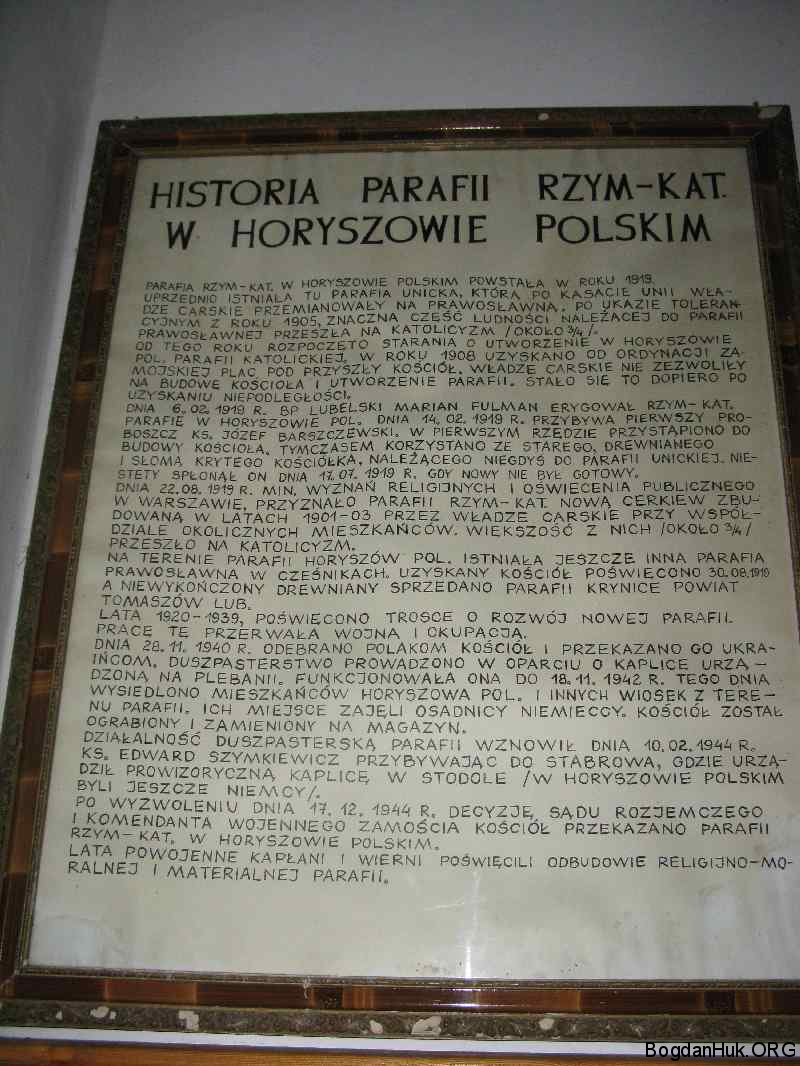 HISTORIA PARAFII RZYM-KAT.
W HORYSZOWIE POLSKIM
PARAFIA RZYM-KAT. W HORYSZOWIE POLSKIM POWSTAŁA W ROKU 1919.
UPRZEDNIO ISTNIAŁA TU PARAFIA UNICKA, KTÓRĄ PO KASACIE UNII WŁA-
DZE CARSKIE PRZEMIANOWAŁY NA PRAWOSŁAWNĄ. PO UKAZIE TOLERAN-
CYJNYM Z ROKU 1905, ZNACZNA CZĘŚĆ LUDNOŚCI NALEŻĄCEJ DO PARAFII
PRAWOSŁAWNEJ PRZESZŁA NA KATOLICYZM /OKOŁO 3/4/.
OD TEGO ROKU ROZPOCZĘTO STARANIA O UTWORZENIE W HORYSZOWIE
POL. PARAFII KATOLICKIEJ. W ROKU 1908 UZYSKANO OD ORDYNACJI ZA-
MOJSKIEJ PLAC POD PRZYSZŁY KOŚCIÓŁ. WŁADZE CARSKIE NIE ZEZWOLIŁY
NA BUDOWĘ KOŚCIOŁA I UTWORZENIE PARAFII. STAŁO SIĘ TO DOPIERO PO
UZYSKANIU NIEPODLEGŁOŚCI.
DNIA 6.02.1919 R. BP LUBELSKI MARIAN FULMAN ERYGOWAŁ RZYM-KAT.
PARAFIĘ W HORYSZOWIE POL. DNIA 14.02.1919 R. PRZYBYWA PIERWSZY PRO-
BOSZCZ KS. JÓZEF BARSZCZEWSKI. W PIERWSZYM RZĘDZIE PRZYSTĄPIONO DO
BUDOWY KOŚCIOŁA. TYMCZASEM KORZYSTANO ZE STAREGO, DREWNIANEGO
I SŁOMĄ KRYTEGO KOŚCIÓŁKA, NALEŻĄCEGO NIEGDYŚ DO PARAFII UNICKIEJ. NIE-
STETY SPŁONĄŁ ON DNIA 17.07.1919 R. GDY NOWY NIE BYŁ GOTOWY.
DNIA 22.08.1919 R. MIN. WYZNAŃ RELIGIJNYCH I OŚWIECENIA PUBLICZNEGO
W WARSZAWIE, PRZYZNAŁO PARAFII RZYM-KAT. NOWĄ CERKIEW ZBU-
DOWANĄ W LATACH 1901-03 PRZEZ WŁADZE CARSKIE PRZY WSPÓŁ-
DZIALE OKOLICZNYCH MIESZKAŃCÓW. WIĘKSZOŚĆ Z NICH /OKOŁO 3/4/
PRZESZŁO NA KATOLICYZM.
NA TERENIE PARAFII HORYSZÓW POL. ISTNIAŁA JESZCZE INNA PARAFIA
PRAWOSŁAWNA W CZEŚNIKACH. UZYSKANY KOŚCIÓŁ POŚWIĘCONO 30.08.1919
A NIEWYKOŃCZONY DREWNIANY SPRZEDANO PARAFII KRYNICE POWIAT
TOMASZÓW LUB.
LATA 1920-1939, POŚWIĘCONO TROSCE O ROZWÓJ NOWEJ PARAFII.
PRACĘ TĘ PRZERWAŁA WOJNA I OKUPACJA.
DNIA 28.11.1940 R. ODEBRANO POLAKOM KOŚCIÓŁ I PRZEKAZANO GO UKRA-
IŃCOM. DUSZPASTERSTWO PROWADZONO W OPARCIU O KAPLICĘ URZĄ-
DZONĄ NA PLEBANII. FUNKCJONOWAŁA ONA DO 18.11.1942 R. TEGO DNIA
WYSIEDLONO MIESZKAŃCÓW HORYSZOWA POL. I INNYCH WIOSEK Z TERE-
NU PARAFII. ICH MIEJSCE ZAJĘLI OSADNICY NIEMIECCY. KOŚCIÓŁ ZOSTAŁ
OGRABIONY I ZAMIENIONY NA MAGAZYN.
DZIAŁALNOŚĆ DUSZPASTERSKĄ PARAFII WZNOWIŁ DNIA 10.02.1944 R.
KS. EDWARD SZYMKIEWICZ PRZYBYWAJĄC DO STABROWA, GDZIE URZĄ-
DZIŁ PROWIZORYCZNĄ KAPLICĘ W STODOLE /W HORYSZOWIE POLSKIM
BYLI JESZCZE NIEMCY/.
PO WYZWOLENIU DNIA 17.12.1944 R. DECYZJĘ, SĄDU ROZJEMCZEGO
I KOMENDANTA WOJENNEGO ZAMOŚCIA KOŚCIÓŁ PRZEKAZANO PARAFII
RZYM-KAT. W HORYSZOWIE POLSKIM.
LATA POWOJENNE KAPŁANI I WIERNI POŚWIĘCILI ODBUDOWIE RELIGIJNO-MO-
RALNEJ I MATERIALNEJ PARAFII.
BogdanHuk.ORG